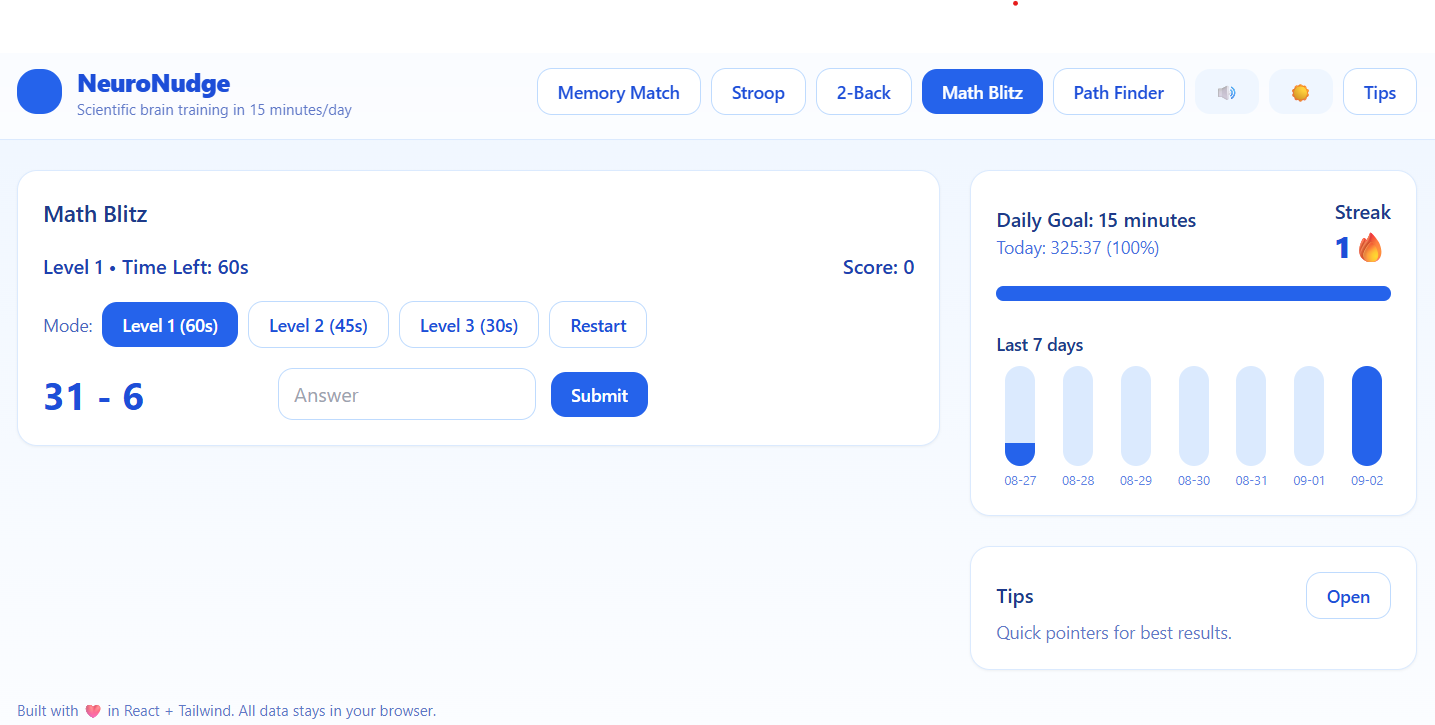 NeuroNudge
Scientific brain training in 15 minutes/day
Memory Match
Stroop
2-Back
Math Blitz
Path Finder
Tips
Math Blitz
Level 1 • Time Left: 60s
Score: 0
Mode:
Level 1 (60s)
Level 2 (45s)
Level 3 (30s)
Restart
31 - 6
Answer
Submit
Daily Goal: 15 minutes
Today: 325:37 (100%)
Streak
1🔥
Last 7 days
08-27
08-28
08-29
08-30
08-31
09-01
09-02
Tips
Open
Quick pointers for best results.
Built with 💖 in React + Tailwind. All data stays in your browser.